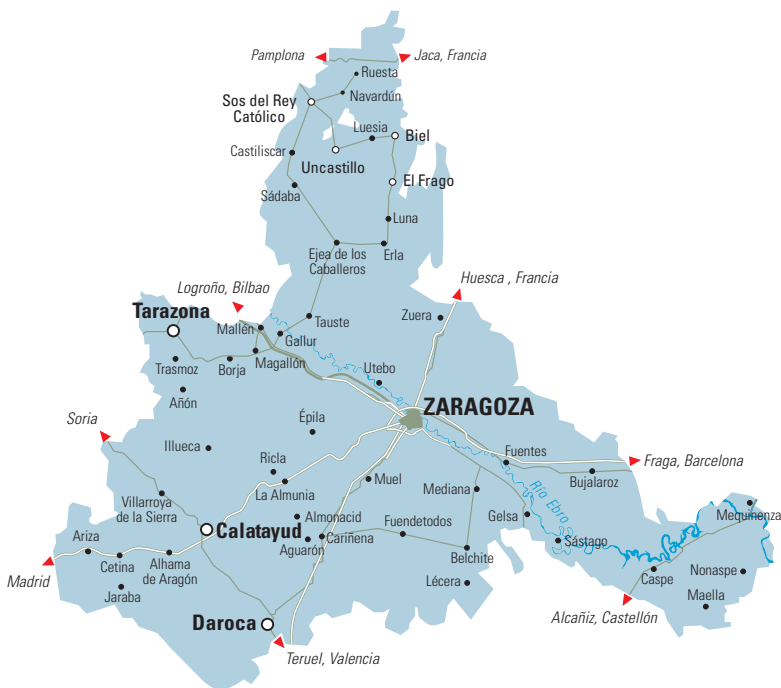 Pamplona
Jaca, Francia
Ruesta
Navardún
Sos del Rey
Católico
Luesia
Biel
Castiliscar
Uncastillo
El Frago
Sádaba
Luna
Ejea de los
Caballeros
Erla
Huesca , Francia
Logroño, Bilbao
Tarazona
Mallén
Tauste
Zuera
Gallur
Trasmoz
Borja
Magallón
Utebo
Añón
ZARAGOZA
Soria
Épila
Illueca
Fuentes
Ricla
Fraga, Barcelona
La Almunia
Muel
Bujalaroz
Río Ebro
Villarroya
de la Sierra
Mediana
Mequinenza
Calatayud
Almonacid
Fuendetodos
Gelsa
Ariza
Aguarón
Cariñena
Sástago
Cetina
Alhama
de Aragón
Belchite
Madrid
Jaraba
Lécera
Caspe
Nonaspe
Maella
Daroca
Alcañiz, Castellón
Teruel, Valencia